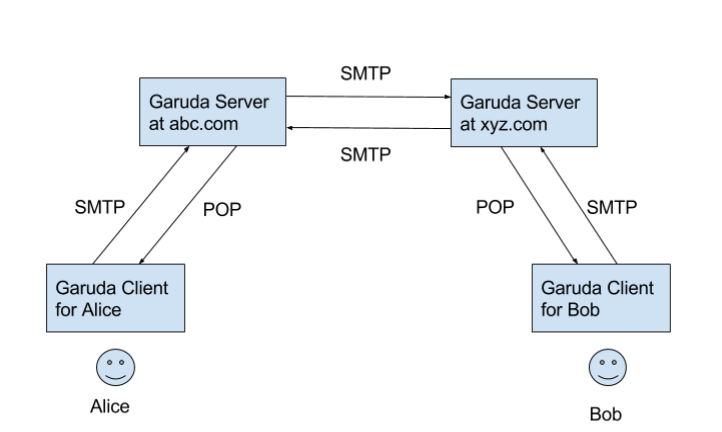 SMTP
Garuda Server
at abc.com
Garuda Server
at xyz.com
SMTP
SMTP
POP
POP
SMTP
Garuda Client
for Alice
Garuda Client
for Bob
Alice
Bob